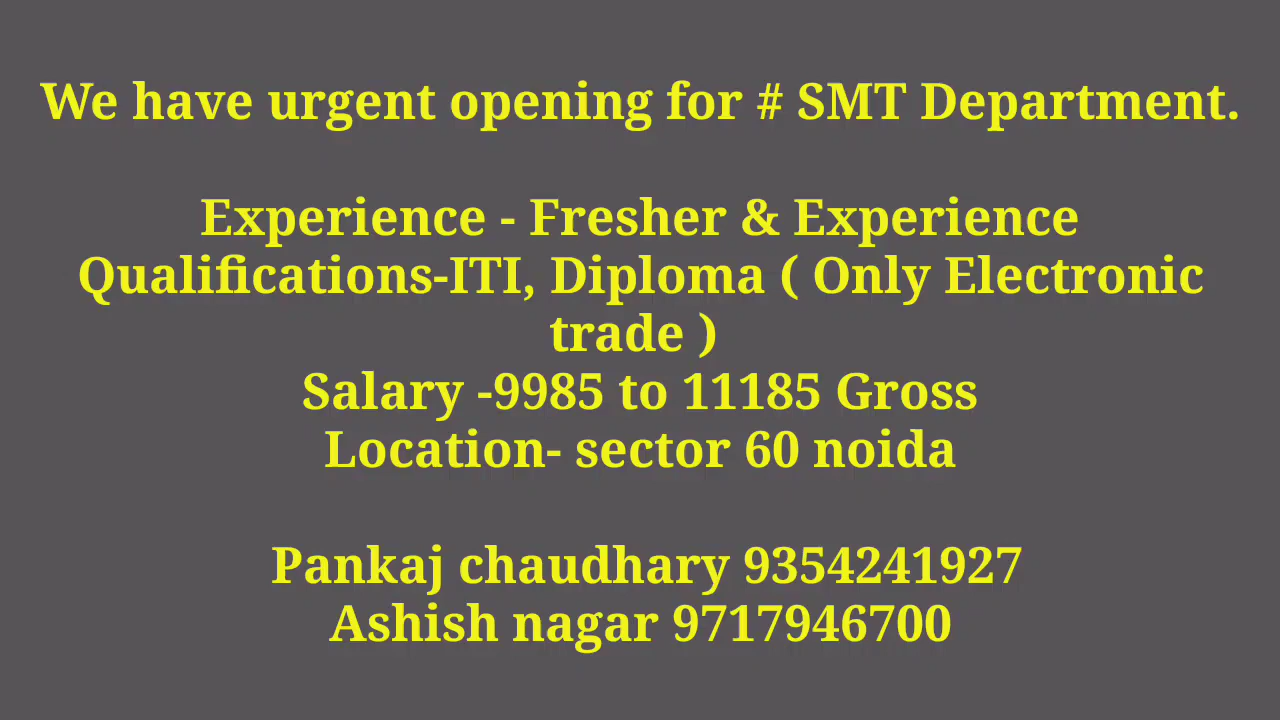 We have urgent opening for # SMT Department.
Experience - Fresher & Experience
Qualifications-ITI, Diploma ( Only Electronic
trade )
Salary -9985 to 11185 Gross
Location- sector 60 noida
Pankaj chaudhary 9354241927
Ashish nagar 9717946700